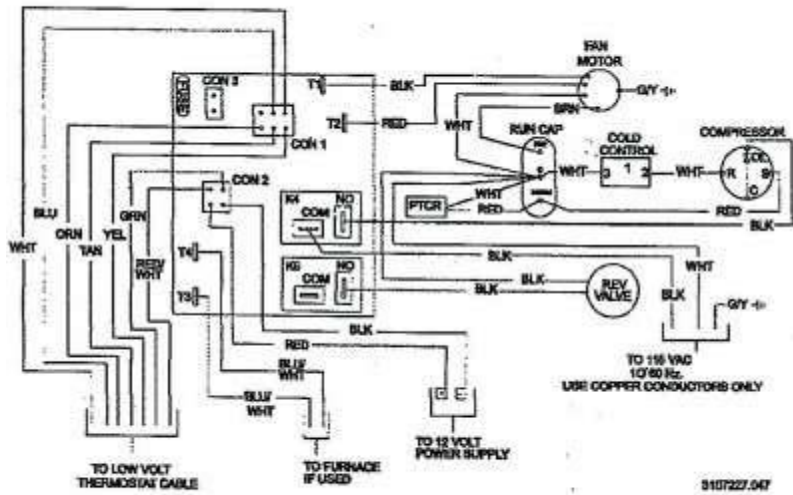 FAN
MOTOR
CON 3
FUSED
T1
BLK
G/Y
T2
RED
WHT
BRN
RUN CAP
COLD
CONTROL
COMPRESSOR
CON 1
WHT
3
1
2
WHT
R
S
C
CON 2
K4
COM
NO
PTCR
WHT
RED
RED
BLK
WHT
BLU
ORN
TAN
YEL
GRN
RED/
WHT
T4
BLK
WHT
K5
COM
NO
BLK
BLK
REV
VALVE
BLK
G/Y
T3
BLK
RED
BLU/
WHT
BLU/
WHT
TO 115 VAC
1Ø 60 Hz.
USE COPPER CONDUCTORS ONLY
TO 12 VOLT
POWER SUPPLY
TO LOW VOLT
THERMOSTAT CABLE
TO FURNACE
IF USED
3107227.047